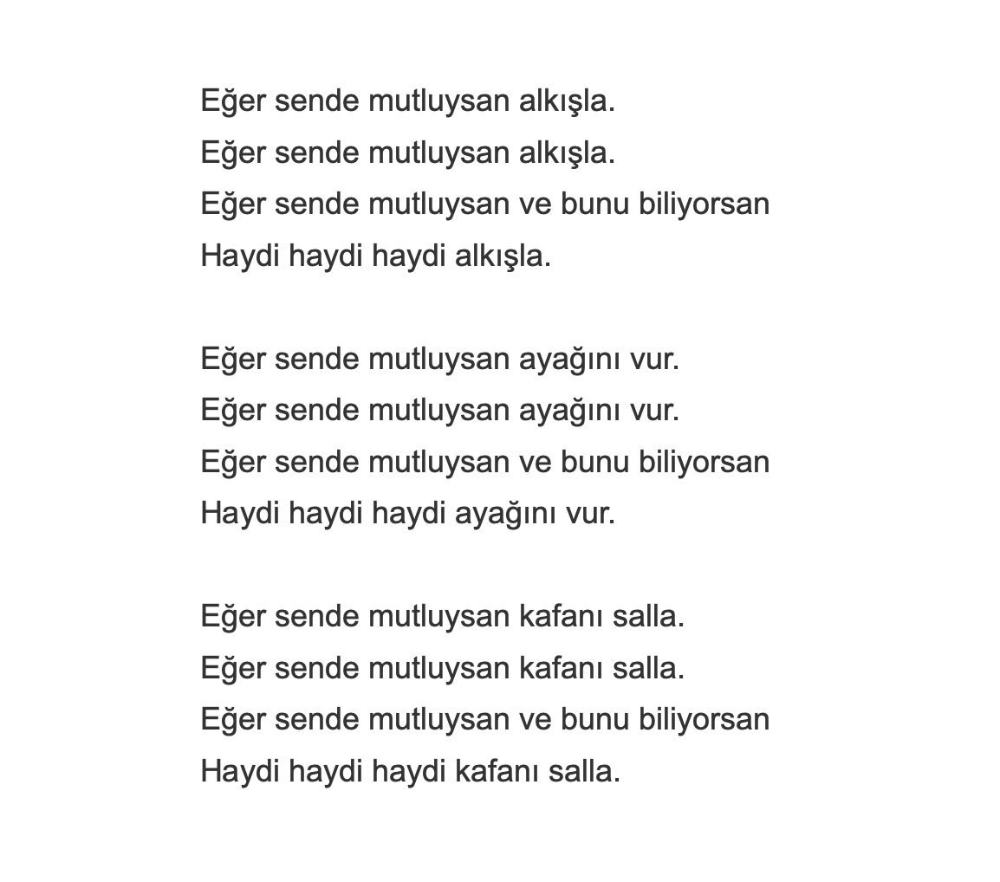 Eğer sende mutluysan alkışla.
Eğer sende mutluysan alkışla.
Eğer sende mutluysan ve bunu biliyorsan
Haydi haydi haydi alkışla.

Eğer sende mutluysan ayağını vur.
Eğer sende mutluysan ayağını vur.
Eğer sende mutluysan ve bunu biliyorsan
Haydi haydi haydi ayağını vur.

Eğer sende mutluysan kafanı salla.
Eğer sende mutluysan kafanı salla.
Eğer sende mutluysan ve bunu biliyorsan
Haydi haydi haydi kafanı salla.